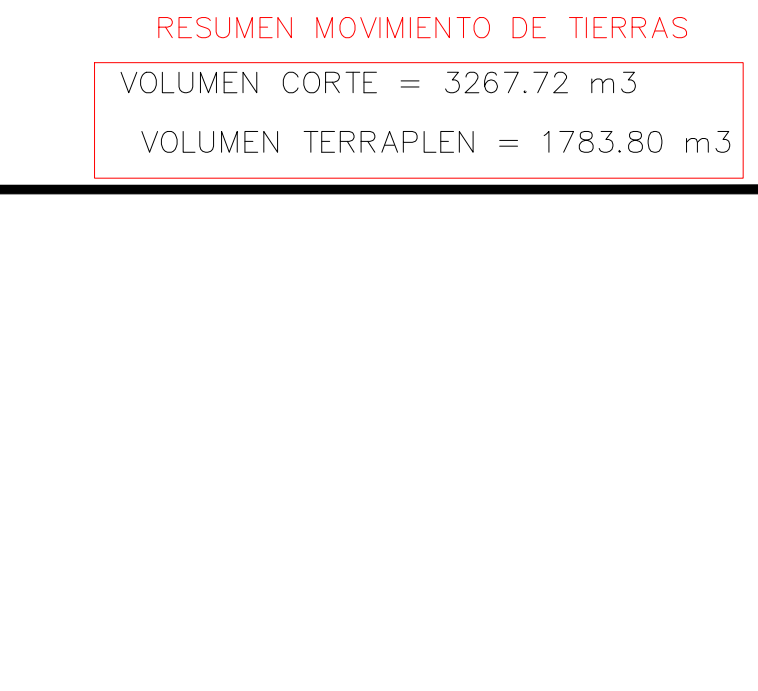 RESUMEN MOVIMIENTO DE TIERRAS
VOLUMEN CORTE = 3267.72 m3
VOLUMEN TERRAPLEN = 1783.80 m3